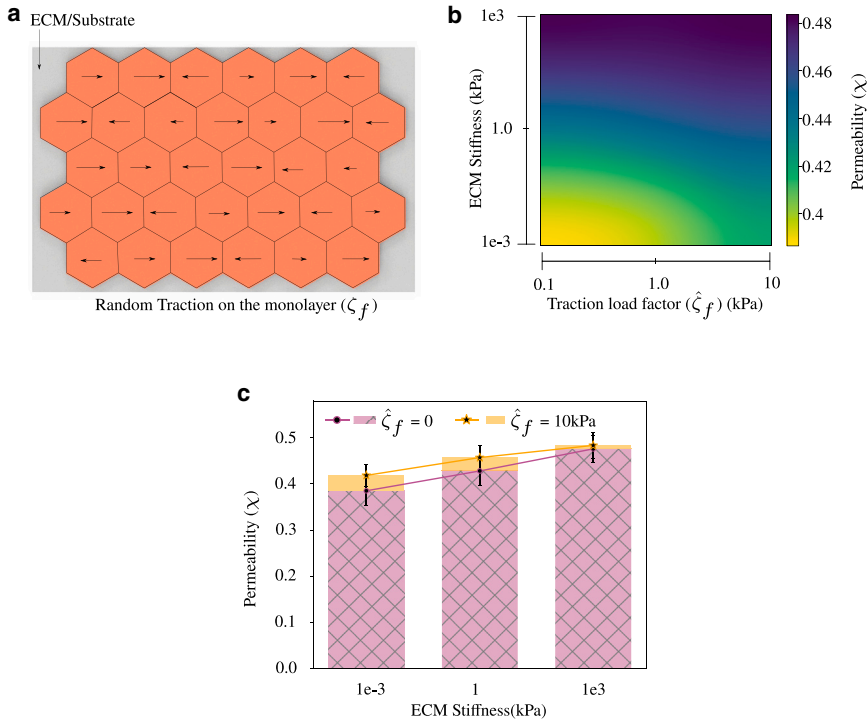 a
ECM/Substrate
Random Traction on the monolayer (ζ_f)
b
1e3
1.0
1e-3
ECM Stiffness (kPa)
0.1
1.0
10
Traction load factor (ζ̂_f) (kPa)
0.48
0.46
0.44
0.42
0.4
Permeability (χ)
c
ζ̂_f = 0
ζ̂_f = 10kPa
0.5
0.4
0.3
0.2
0.1
0.0
Permeability (χ)
1e-3
1
1e3
ECM Stiffness(kPa)